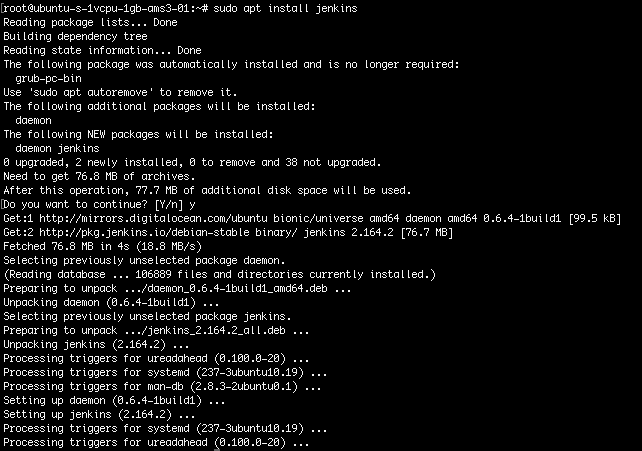 [root@ubuntu-s-1vcpu-1gb-ams3-01:~# sudo apt install jenkins
Reading package lists... Done
Building dependency tree
Reading state information... Done
The following package was automatically installed and is no longer required:
  grub-pc-bin
Use 'sudo apt autoremove' to remove it.
The following additional packages will be installed:
  daemon
The following NEW packages will be installed:
  daemon jenkins
0 upgraded, 2 newly installed, 0 to remove and 38 not upgraded.
Need to get 76.8 MB of archives.
After this operation, 77.7 MB of additional disk space will be used.
[Do you want to continue? [Y/n] y
Get:1 http://mirrors.digitalocean.com/ubuntu bionic/universe amd64 daemon amd64 0.6.4-1build1 [99.5 kB]
Get:2 http://pkg.jenkins.io/debian-stable binary/ jenkins 2.164.2 [76.7 MB]
Fetched 76.8 MB in 4s (18.8 MB/s)
Selecting previously unselected package daemon.
(Reading database ... 106889 files and directories currently installed.)
Preparing to unpack .../daemon_0.6.4-1build1_amd64.deb ...
Unpacking daemon (0.6.4-1build1) ...
Selecting previously unselected package jenkins.
Preparing to unpack .../jenkins_2.164.2_all.deb ...
Unpacking jenkins (2.164.2) ...
Processing triggers for ureadahead (0.100.0-20) ...
Processing triggers for systemd (237-3ubuntu10.19) ...
Processing triggers for man-db (2.8.3-2ubuntu0.1) ...
Setting up daemon (0.6.4-1build1) ...
Setting up jenkins (2.164.2) ...
Processing triggers for systemd (237-3ubuntu10.19) ...
Processing triggers for ureadahead (0.100.0-20) ...